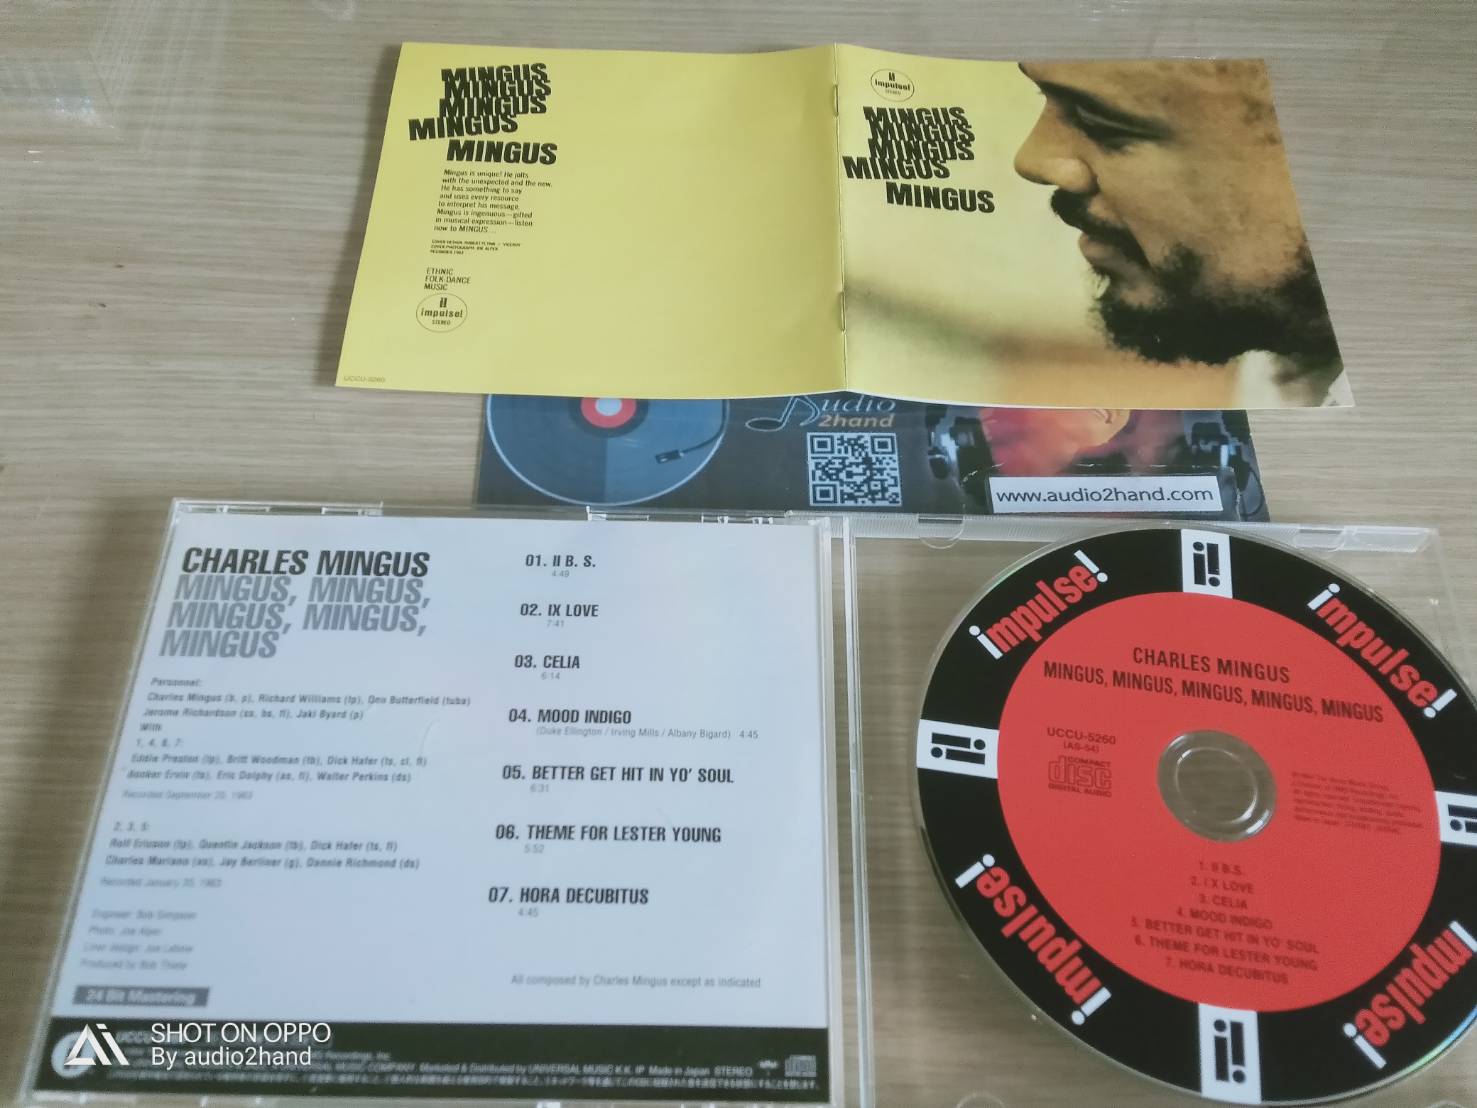 MINGUS
MINGUS
MINGUS
MINGUS
MINGUS
Mingus is unique! He jolts
with the unexpected and the new.
He has something to say
and uses every resource
to interpret his message.
Mingus is ingenuous—gifted
in musical expression—listen
now to MINGUS...
ETHNIC
FOLK-DANCE
MUSIC
impulse!
STEREO
UCCU-5260
impulse!
STEREO
MINGUS
MINGUS
MINGUS
MINGUS
MINGUS
Audio
2hand
www.audio2hand.com
CHARLES MINGUS
MINGUS, MINGUS,
MINGUS, MINGUS,
MINGUS
Personnel:
Charles Mingus (b, p), Richard Williams (tp), Don Butterfield (tuba)
Jerome Richardson (ss, bs, fl), Jaki Byard (p)
With
1, 4, 6, 7:
Eddie Preston (tp), Britt Woodman (tb), Dick Hafer (ts, cl, fl)
Booker Ervin (ts), Eric Dolphy (as, fl), Walter Perkins (ds)
Recorded September 20, 1963
2, 3, 5:
Rolf Ericson (tp), Quentin Jackson (tb), Dick Hafer (ts, fl)
Charles Mariano (as), Jay Berliner (g), Dannie Richmond (ds)
Recorded January 20, 1963
Engineer: Bob Simpson
Photo: Joe Alper
Liner design: Joe Lebow
Produced by Bob Thiele
24 Bit Mastering
01. II B. S.
4:49
02. IX LOVE
7:41
03. CELIA
6:14
04. MOOD INDIGO
(Duke Ellington / Irving Mills / Albany Bigard) 4:45
05. BETTER GET HIT IN YO' SOUL
6:31
06. THEME FOR LESTER YOUNG
5:52
07. HORA DECUBITUS
4:45
All composed by Charles Mingus except as indicated
Marketed & Distributed by UNIVERSAL MUSIC K.K. IP Made in Japan STEREO
SHOT ON OPPO
By audio2hand
impulse!
impulse!
impulse!
impulse!
CHARLES MINGUS
MINGUS, MINGUS, MINGUS, MINGUS, MINGUS
UCCU-5260
(AS-54)
COMPACT
disc
DIGITAL AUDIO
1. II B.S.
2. I X LOVE
3. CELIA
4. MOOD INDIGO
5. BETTER GET HIT IN YO' SOUL
6. THEME FOR LESTER YOUNG
7. HORA DECUBITUS